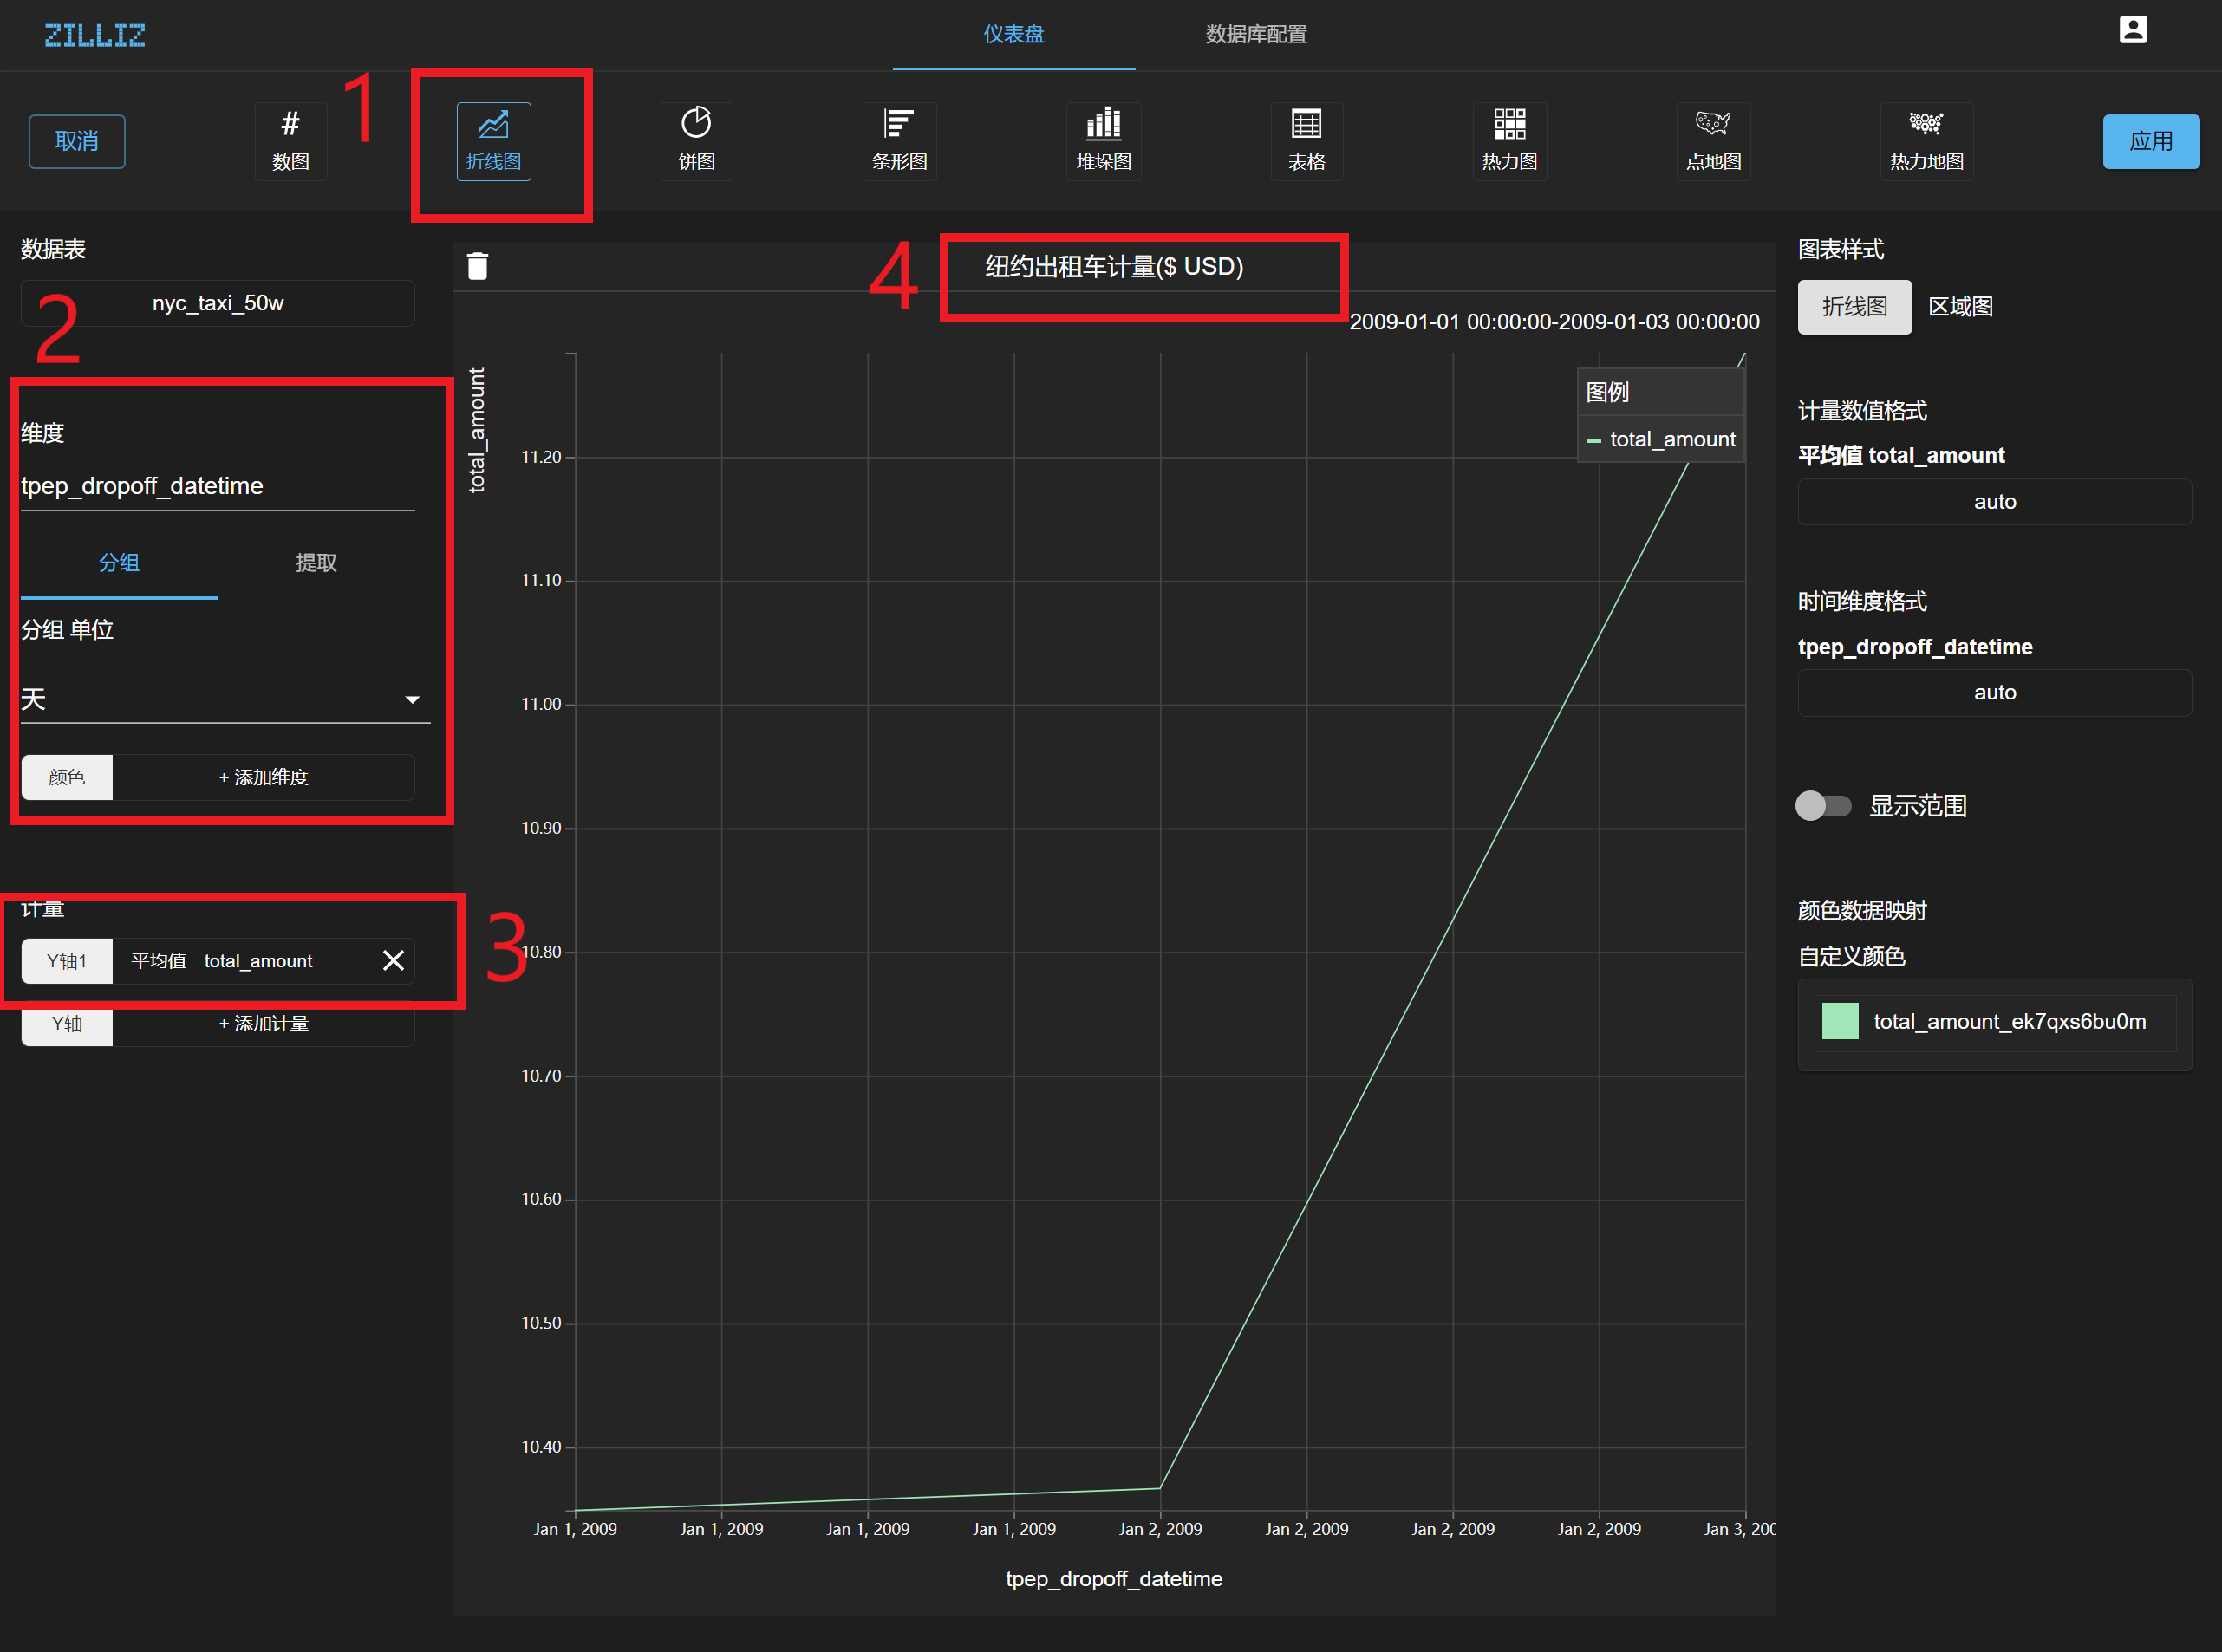 ZILLIZ
仪表盘
数据库配置
1
取消
#
数图
折线图
饼图
条形图
堆垛图
表格
热力图
点地图
热力地图
应用
数据表
nyc_taxi_50w
2
维度
tpep_dropoff_datetime
分组
提取
分组 单位
天
颜色
+ 添加维度
计量
Y轴1
平均值 total_amount
3
Y轴
+ 添加计量
4
纽约出租车计量($ USD)
2009-01-01 00:00:00-2009-01-03 00:00:00
total_amount
图例
total_amount
11.20
11.10
11.00
10.90
10.80
10.70
10.60
10.50
10.40
Jan 1, 2009
Jan 1, 2009
Jan 1, 2009
Jan 1, 2009
Jan 2, 2009
Jan 2, 2009
Jan 2, 2009
Jan 2, 2009
Jan 3, 200
tpep_dropoff_datetime
图表样式
折线图
区域图
计量数值格式
平均值 total_amount
auto
时间维度格式
tpep_dropoff_datetime
auto
显示范围
颜色数据映射
自定义颜色
total_amount_ek7qxs6bu0m